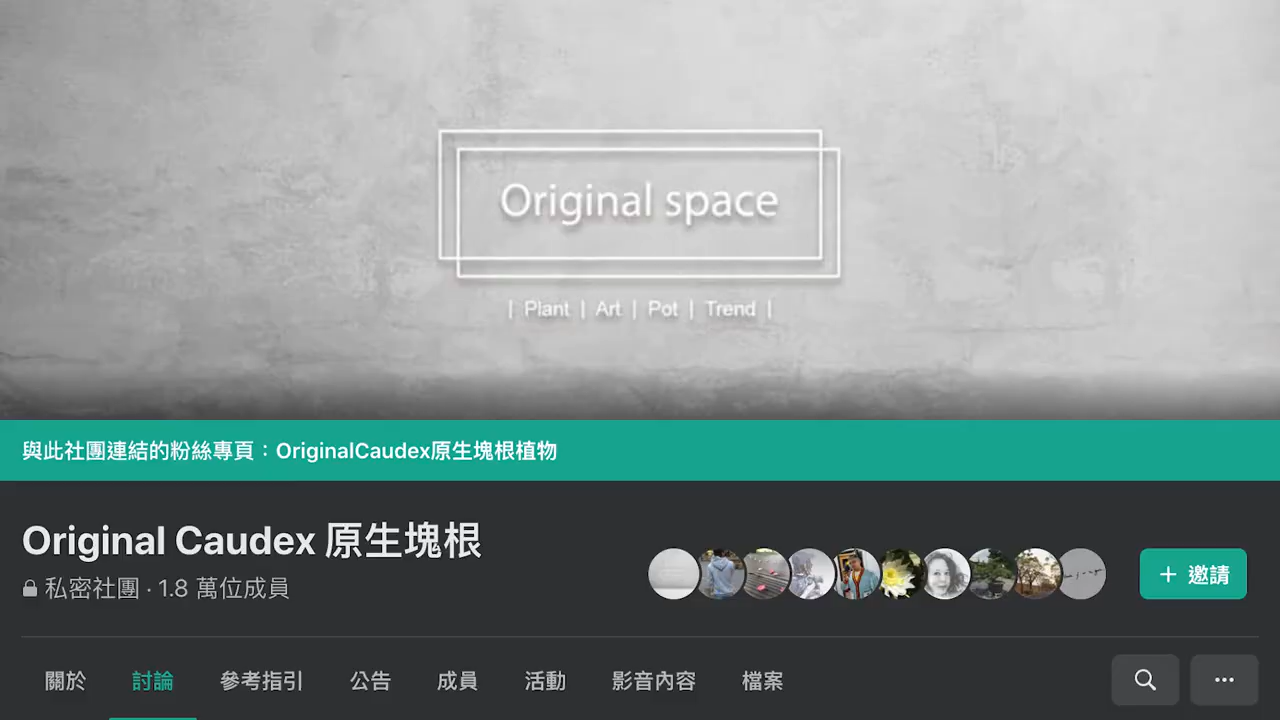 Original space
| Plant | Art | Pot | Trend |
與此社團連結的粉絲專頁：OriginalCaudex原生塊根植物
Original Caudex 原生塊根
私密社團 · 1.8 萬位成員
+ 邀請
關於 討論 參考指引 公告 成員 活動 影音內容 檔案